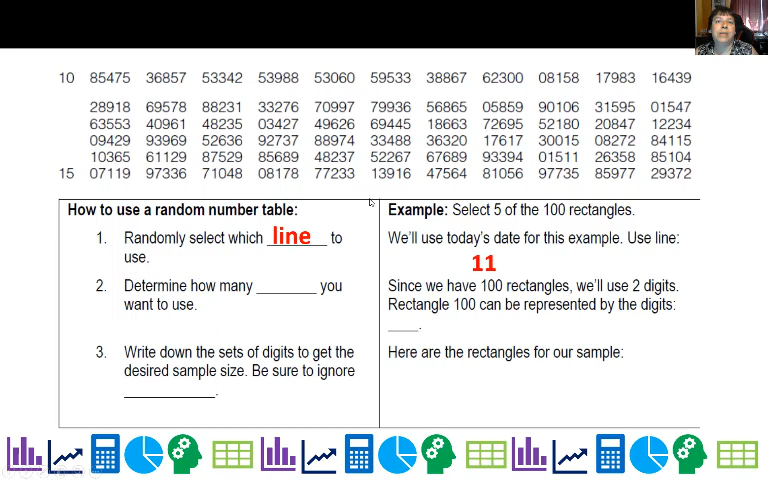 10 85475 36857 53342 53988 53060 59533 38867 62300 08158 17983 16439
28918 69578 88231 33276 70997 79936 56865 05859 90106 31595 01547
63553 40961 48235 03427 49626 69445 18663 72695 52180 20847 12234
09429 93969 52636 92737 88974 33488 36320 17617 30015 08272 84115
10365 61129 87529 85689 48237 52267 67689 93394 01511 26358 85104
15 07119 97336 71048 08178 77233 13916 47564 81056 97735 85977 29372
How to use a random number table:
1. Randomly select which line to
use.
2. Determine how many ______ you
want to use.
3. Write down the sets of digits to get the
desired sample size. Be sure to ignore
____________.
Example: Select 5 of the 100 rectangles.
We'll use today's date for this example. Use line:
11
Since we have 100 rectangles, we'll use 2 digits.
Rectangle 100 can be represented by the digits:
____.
Here are the rectangles for our sample: